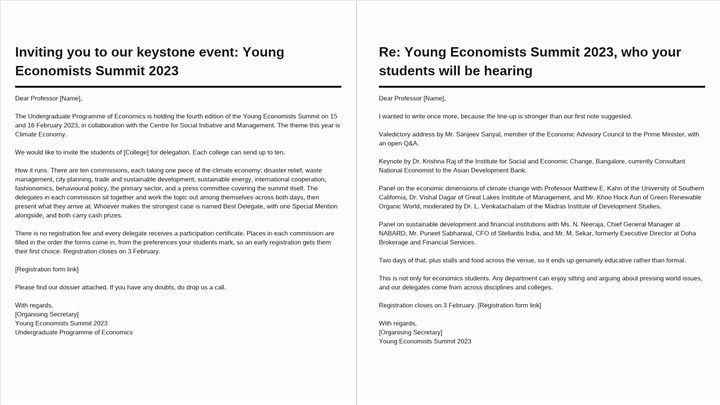 Inviting you to our keystone event: Young
Economists Summit 2023
Dear Professor [Name],
The Undergraduate Programme of Economics is holding the fourth edition of the Young Economists Summit on 15
and 16 February 2023, in collaboration with the Centre for Social Initiative and Management. The theme this year is
Climate Economy.
We would like to invite the students of [College] for delegation. Each college can send up to ten.
How it runs. There are ten commissions, each taking one piece of the climate economy: disaster relief, waste
management, city planning, trade and sustainable development, sustainable energy, international cooperation,
fashionomics, behavioural policy, the primary sector, and a press committee covering the summit itself. The
delegates in each commission sit together and work the topic out among themselves across both days, then
present on stage at the venue. Whoever makes the strongest case is named Best Delegate, with one Special Mention
alongside, and both carry cash prizes.
There is no registration fee and every delegate receives a participation certificate. Places in each commission are
filled in the order the forms come in, from the preferences your students mark, so an early registration gets them
their first choice. Registration closes on 3 February.
[Registration form link]
Please find our dossier attached. If you have any doubts, do drop us a call.
With regards,
[Organising Secretary]
Young Economists Summit 2023
Undergraduate Programme of Economics
Re: Young Economists Summit 2023, who your
students will be hearing
Dear Professor [Name],
I wanted to write once more, because the line-up is stronger than our first note suggested.
Valedictory address by Mr. Sanjeev Sanyal, member of the Economic Advisory Council to the Prime Minister, with
an open Q&A.
Keynote by Dr. Krishna Raj of the Institute for Social and Economic Change, Bangalore, currently Consultant
National Economist to the Asian Development Bank.
Panel on the economic dimensions of climate change with Professor Matthew E. Kahn of the University of Southern
California, Dr. Vishal Dagar of Great Lakes Institute of Management, and Mr. Khoo Hock Aun of Green Renewable
Organic World, moderated by Dr. L. Venkatachalam of the Madras Institute of Development Studies.
Panel on sustainable development and financial institutions with Ms. N. Neeraja, Chief General Manager at
NABARD, Mr. Puneet Sabharwal, CFO of Stellantis India, and Mr. M. Sekar, formerly Executive Director at Doha
Brokerage and Financial Services.
Two days of that, plus stalls and food across the venue, so it ends up genuinely educative rather than formal.
This is not only for economics students. Any department can enjoy sitting and arguing about pressing world issues,
and our delegates come from across disciplines and colleges.
Registration closes on 3 February. [Registration form link]
With regards,
[Organising Secretary]
Young Economists Summit 2023